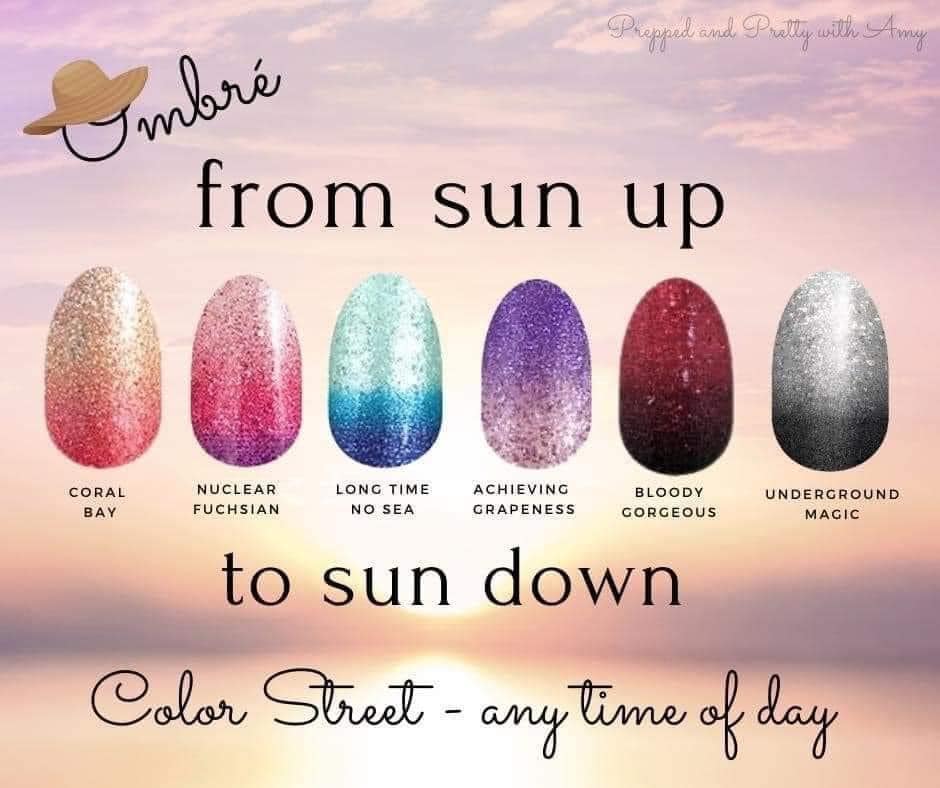 Prepped and Pretty with Amy
Ombré
from sun up
CORAL
BAY
NUCLEAR
FUCHSIAN
LONG TIME
NO SEA
ACHIEVING
GRAPENESS
BLOODY
GORGEOUS
UNDERGROUND
MAGIC
to sun down
Color Street - any time of day